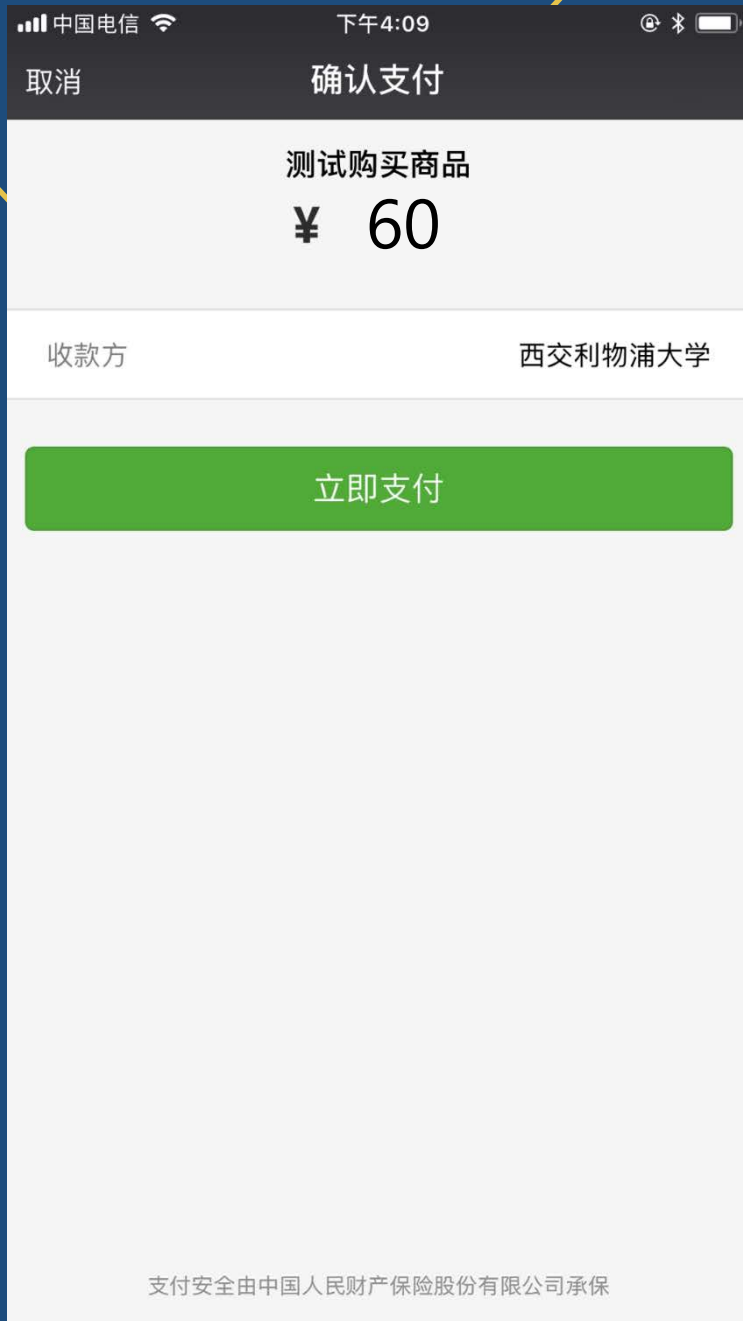 中国电信 下午4:09
取消 确认支付
测试购买商品
¥ 60
收款方 西交利物浦大学
立即支付
支付安全由中国人民财产保险股份有限公司承保